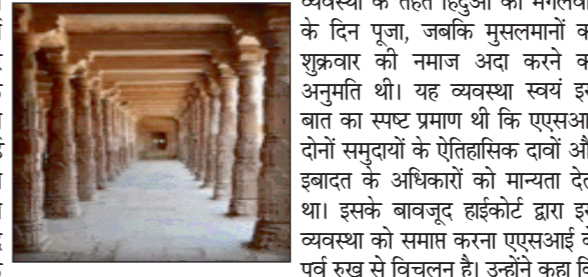 व्यवस्था के तहत हिंदुओं को मंगलवार
के दिन पूजा, जबकि मुसलमानों को
शुक्रवार की नमाज अदा करने की
अनुमति थी। यह व्यवस्था स्वयं इस
बात का स्पष्ट प्रमाण थी कि एएसआई
दोनों समुदायों के ऐतिहासिक दावों और
इबादत के अधिकारों को मान्यता देता
था। इसके बावजूद हाईकोर्ट द्वारा इस
व्यवस्था को समाप्त करना एएसआई के
पूर्व रुख से विचलन है। उन्होंने कहा कि